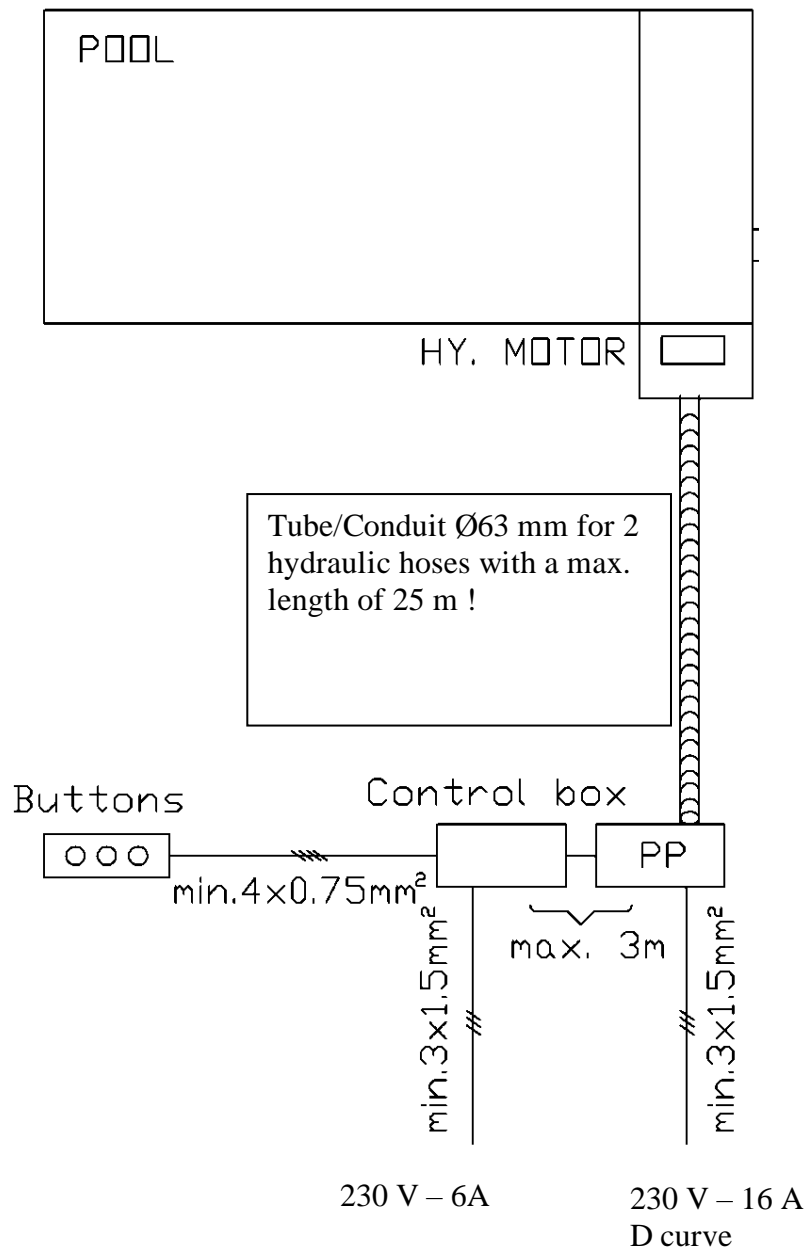 POOL
HY. MOTOR
Tube/Conduit Ø63 mm for 2
hydraulic hoses with a max.
length of 25 m !
Buttons
Control box
PP
min.4x0.75mm²
max. 3m
min.3x1.5mm²
min.3x1.5mm²
230 V – 6A
230 V – 16 A
D curve